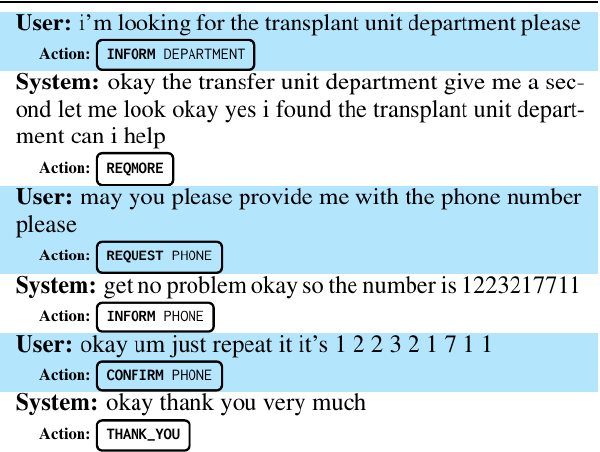 User: i'm looking for the transplant unit department please
Action: INFORM DEPARTMENT
System: okay the transfer unit department give me a sec-
ond let me look okay yes i found the transplant unit depart-
ment can i help
Action: REQMORE
User: may you please provide me with the phone number
please
Action: REQUEST PHONE
System: get no problem okay so the number is 1223217711
Action: INFORM PHONE
User: okay um just repeat it it's 1 2 2 3 2 1 7 1 1
Action: CONFIRM PHONE
System: okay thank you very much
Action: THANK_YOU